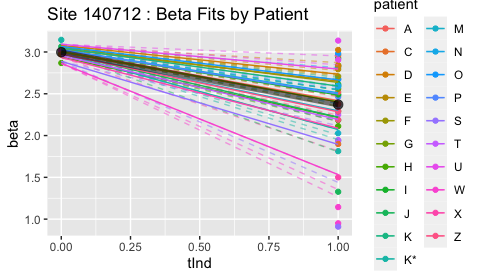 Site 140712 : Beta Fits by Patient
patient
3.0
2.5
2.0
1.5
1.0
beta
0.00
0.25
0.50
0.75
1.00
tInd
A
C
D
E
F
G
H
I
J
K
K*
M
N
O
P
S
T
U
W
X
Z